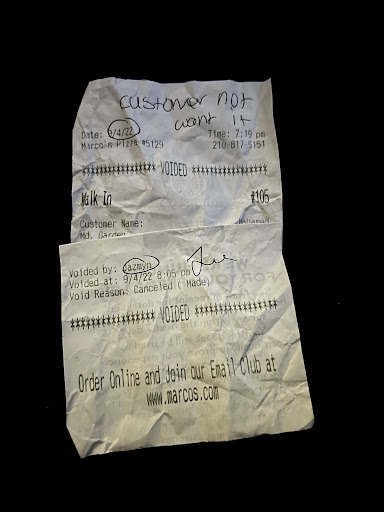 customer not
want it
Date: 9/4/22 Time: 7:19 pm
Marco's Pizza #5129 210-817-5151
VOIDED
Walk In #105
Customer Name:
Md. Garden
Voided by: Jazmyn
Voided at: 9/4/22 8:05 pm
Void Reason: Canceled ( Made)
VOIDED
Order Online and Join our Email Club at
www.marcos.com